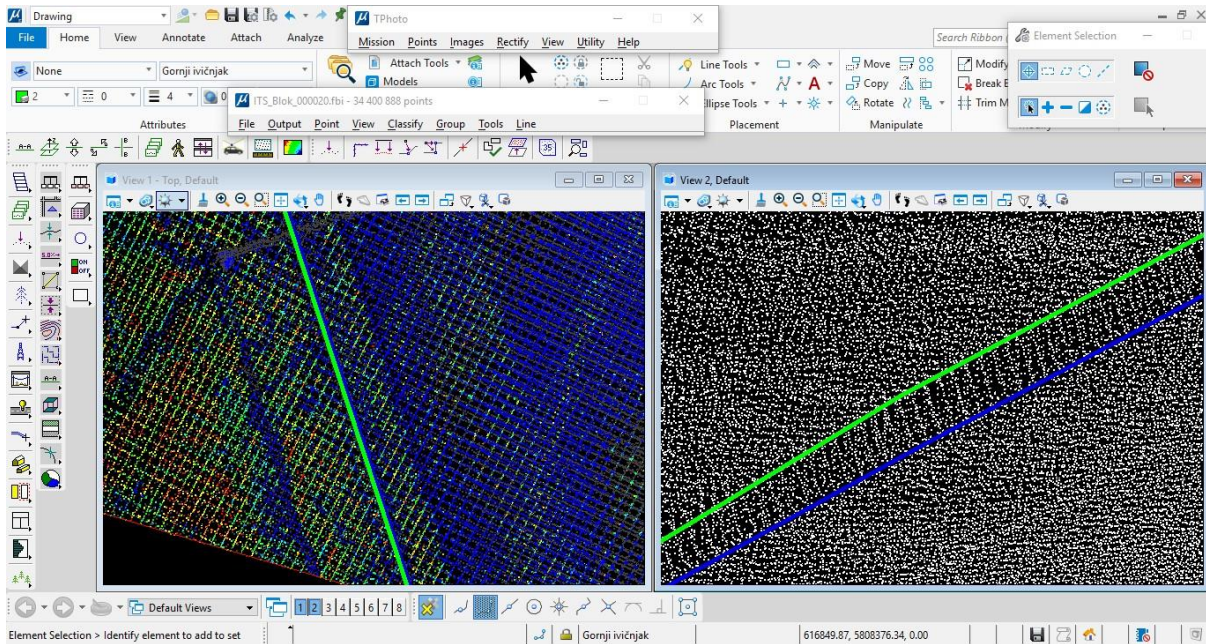 Drawing
TPhoto
File Home View Annotate Attach Analyze
Mission Points Images Rectify View Utility Help
Search Ribbon
Element Selection
None
Gornji ivičnjak
Attach Tools
Models
Line Tools
Arc Tools
Ellipse Tools
Move
Copy
Rotate
Modify
Break E
Trim M
2 0 4 0
ITS_Blok_000020.fbi - 34 400 888 points
File Output Point View Classify Group Tools Line
Attributes
Placement
Manipulate
View 1 - Top, Default
View 2, Default
Default Views
1 2 3 4 5 6 7 8
Element Selection > Identify element to add to set
Gornji ivičnjak
616849.87, 5808376.34, 0.00